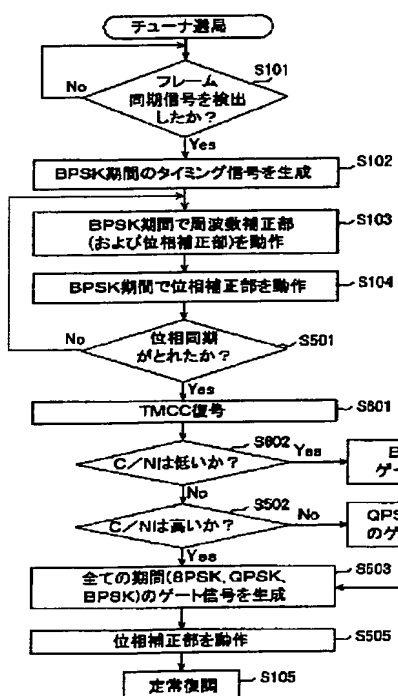 チューナ選局
S101
No
フレーム
同期信号を検出
したか？
Yes
S102
BPSK期間のタイミング信号を生成
S103
BPSK期間で周波数補正部
(および位相補正部)を動作
S104
BPSK期間で位相補正部を動作
No
位相同期
がとれたか？
S501
Yes
TMCC復号
S601
S602
C／Nは低いか？
Yes
B
ゲー
No
S502
C／Nは高いか？
No
QPS
のゲ
Yes
S503
全ての期間(8PSK、QPSK、
BPSK)のゲート信号を生成
位相補正部を動作
S505
定常復調
S105